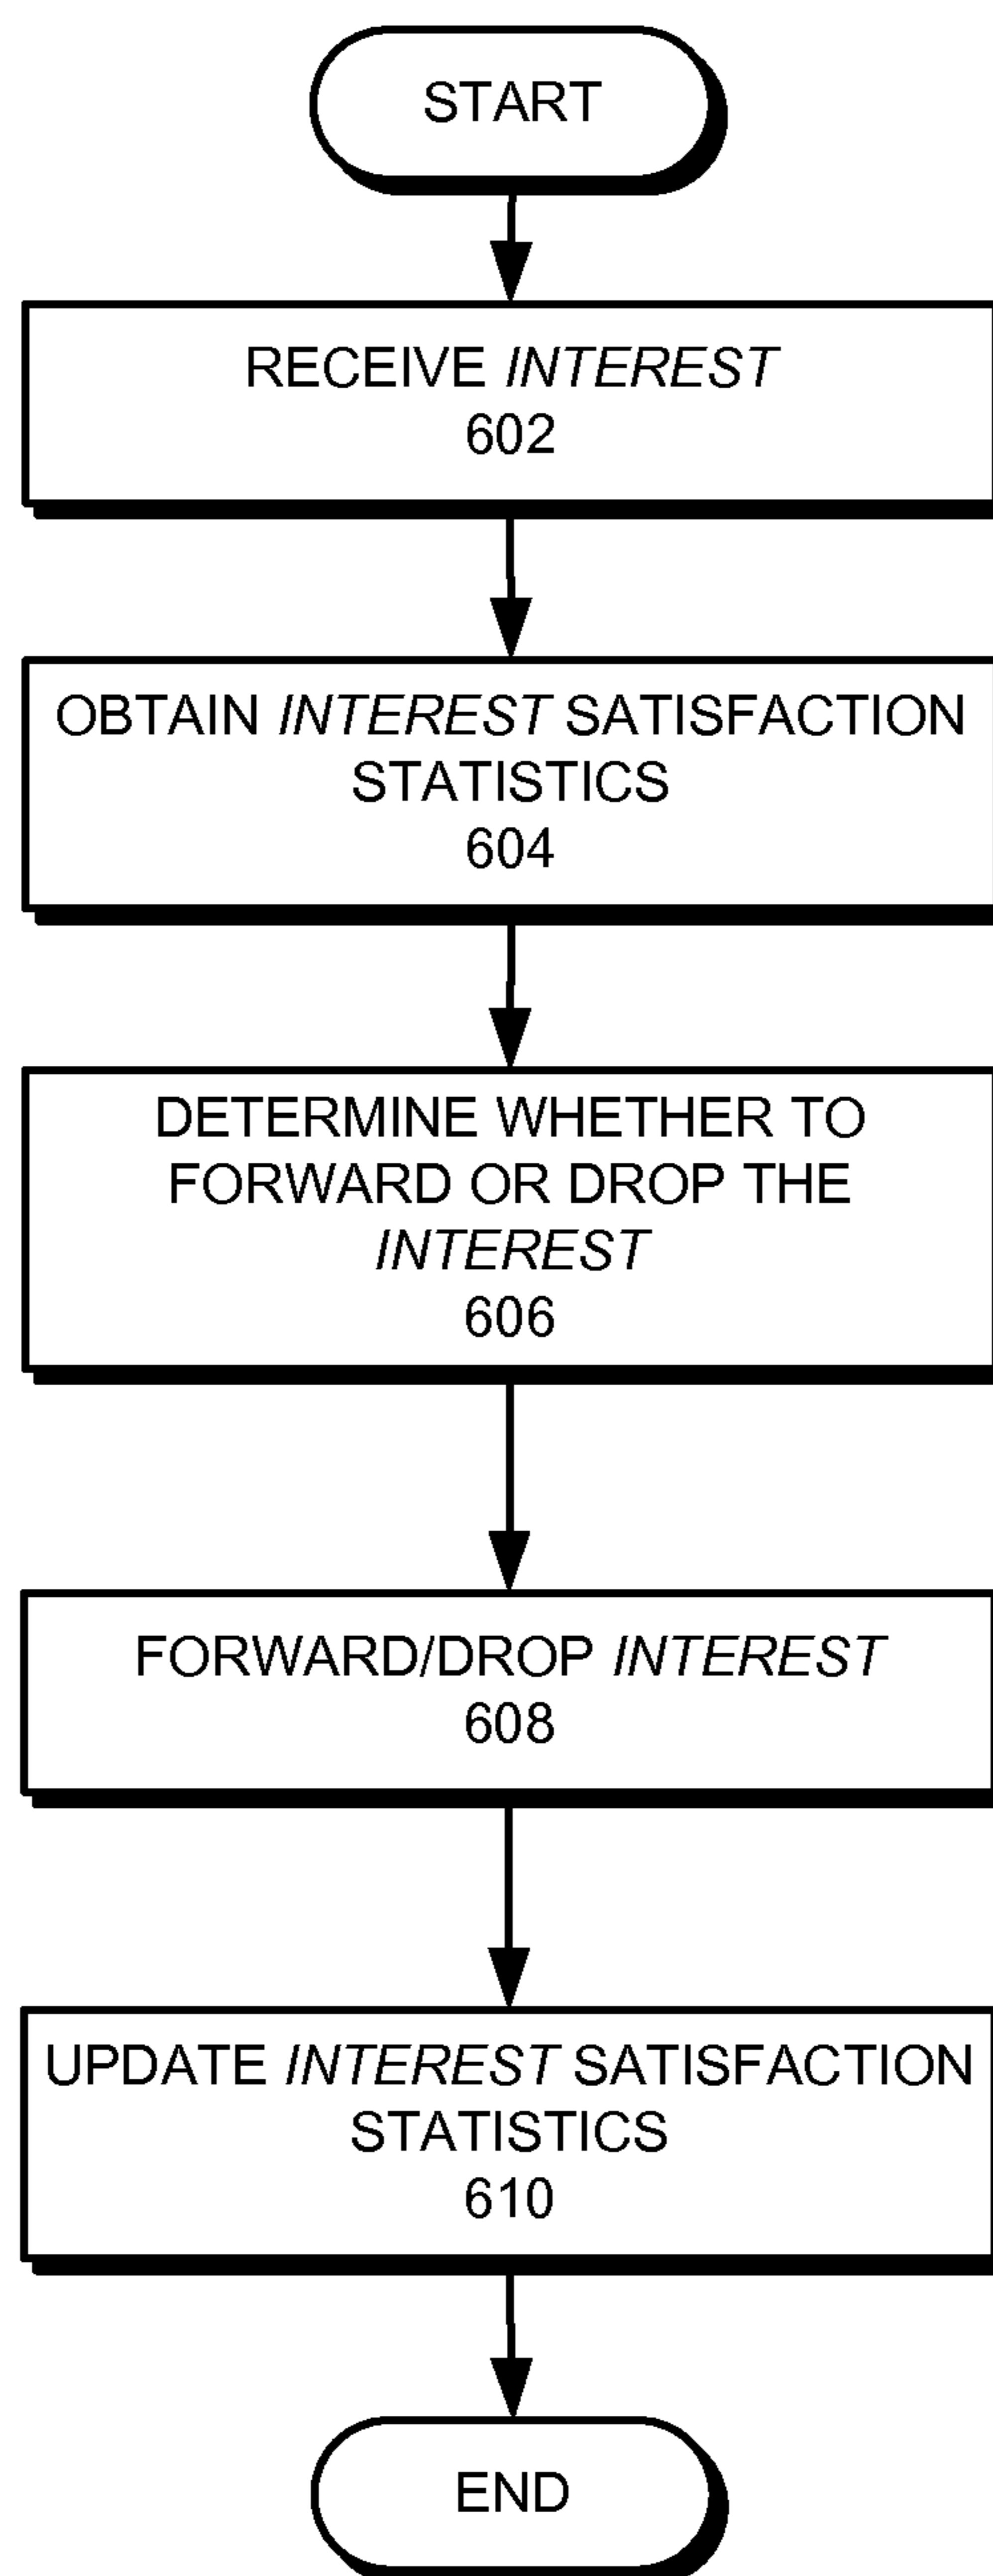 START
RECEIVE INTEREST
602
OBTAIN INTEREST SATISFACTION
STATISTICS
604
DETERMINE WHETHER TO
FORWARD OR DROP THE
INTEREST
606
FORWARD/DROP INTEREST
608
UPDATE INTEREST SATISFACTION
STATISTICS
610
END